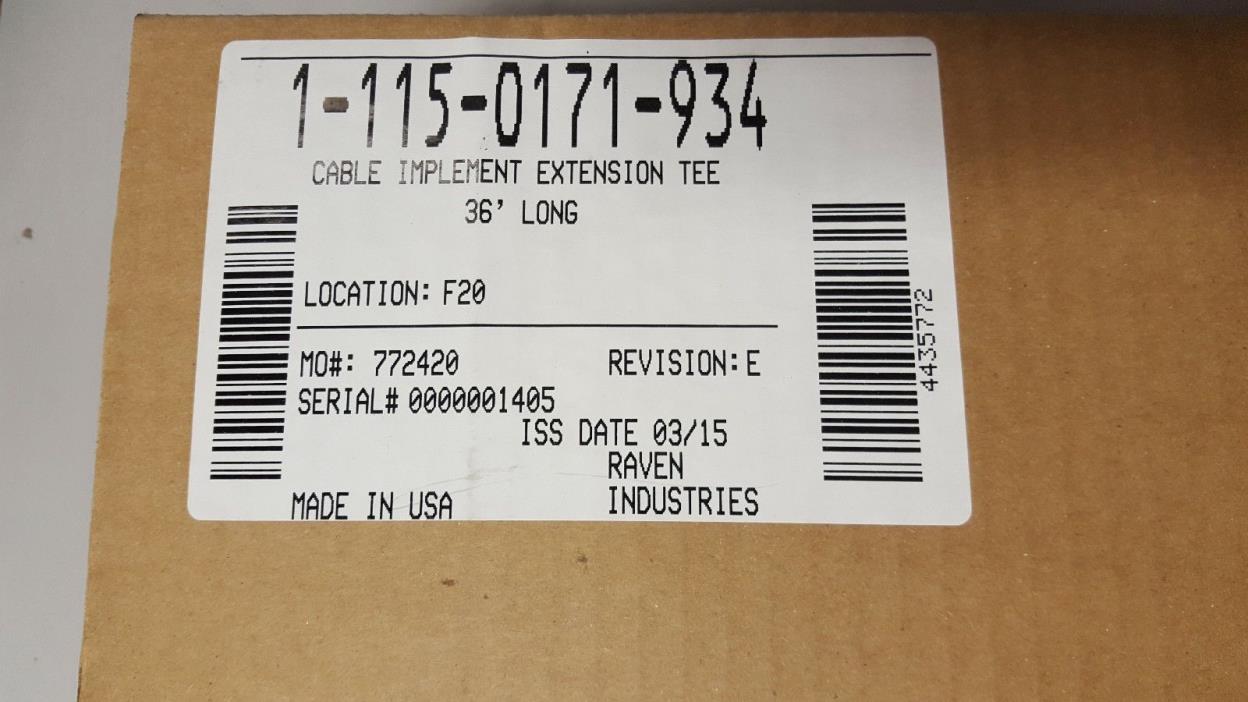 1-115-0171-934
CABLE IMPLEMENT EXTENSION TEE
36' LONG
LOCATION: F20
MO#: 772420
REVISION: E
SERIAL# 0000001405
ISS DATE 03/15
RAVEN
INDUSTRIES
MADE IN USA
4435772